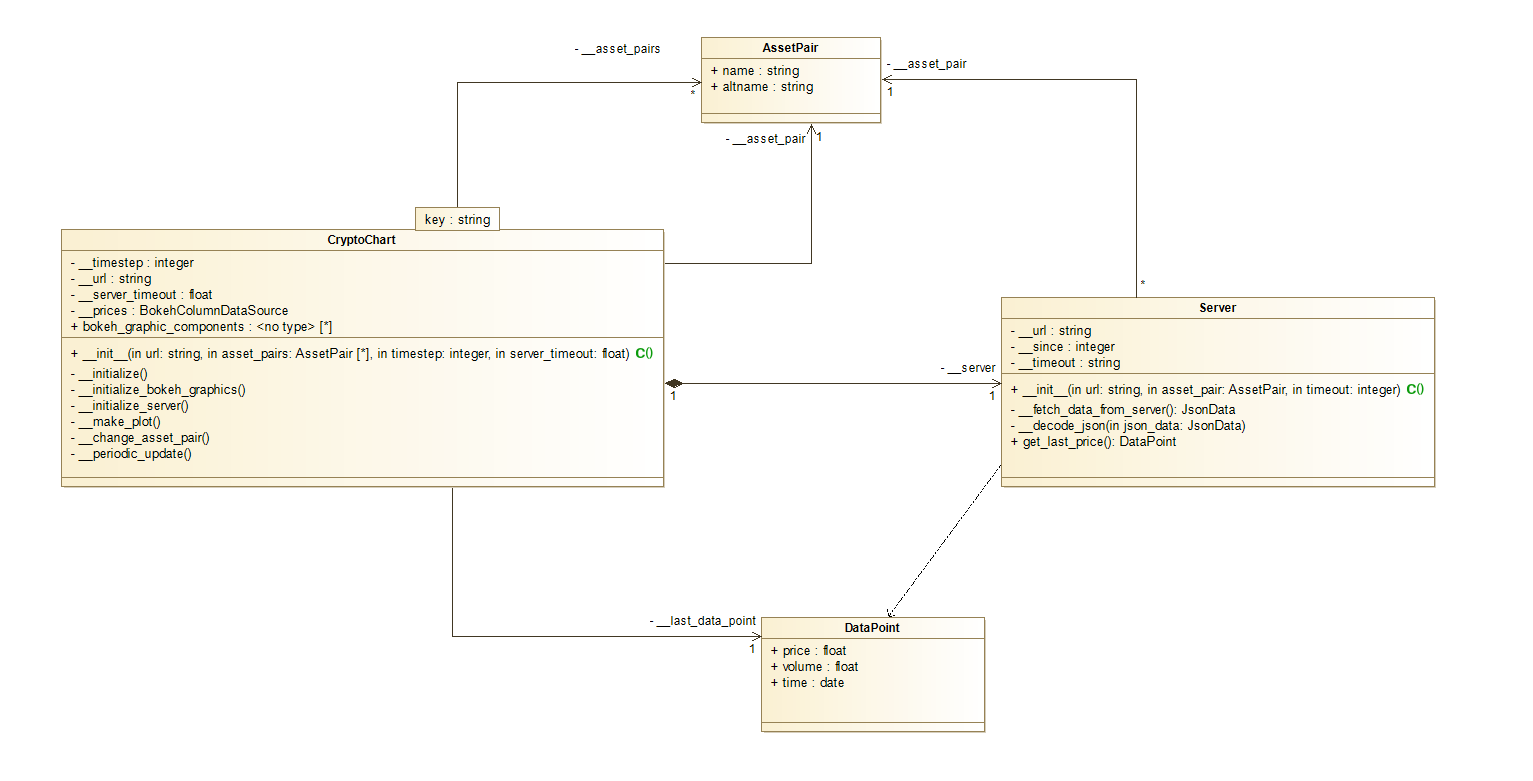 - __asset_pairs
*
AssetPair
+ name : string
+ altname : string
- __asset_pair
1
- __asset_pair
1
key : string
CryptoChart
- __timestep : integer
- __url : string
- __server_timeout : float
- __prices : BokehColumnDataSource
+ bokeh_graphic_components : <no type> [*]
+ __init__(in url: string, in asset_pairs: AssetPair [*], in timestep: integer, in server_timeout: float) C()
- __initialize()
- __initialize_bokeh_graphics()
- __initialize_server()
- __make_plot()
- __change_asset_pair()
- __periodic_update()
*
Server
- __url : string
- __since : integer
- __timeout : string
+ __init__(in url: string, in asset_pair: AssetPair, in timeout: integer) C()
- __fetch_data_from_server(): JsonData
- __decode_json(in json_data: JsonData)
+ get_last_price(): DataPoint
- __server
1
1
- __last_data_point
1
DataPoint
+ price : float
+ volume : float
+ time : date